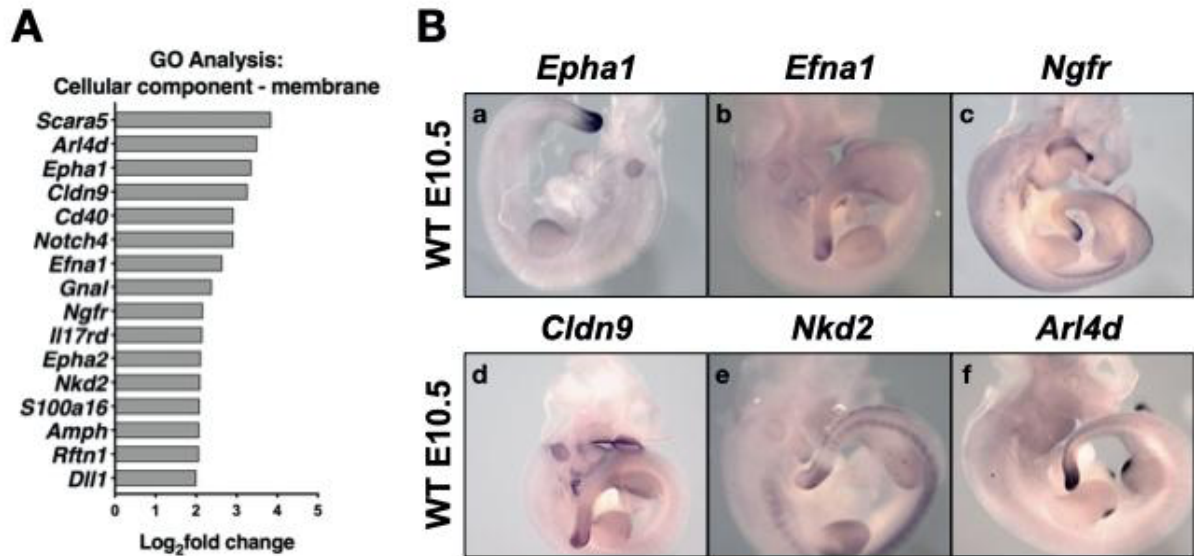 A
GO Analysis:
Cellular component - membrane
Scara5
Arl4d
Epha1
Cldn9
Cd40
Notch4
Efna1
Gnal
Ngfr
Il17rd
Epha2
Nkd2
S100a16
Amph
Rftn1
Dll1
0 1 2 3 4 5
Log2fold change
B
Epha1 Efna1 Ngfr
WT E10.5
a b c
Cldn9 Nkd2 Arl4d
WT E10.5
d e f